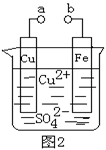 a b
Cu Fe
Cu²⁺
SO₄²⁻
图2